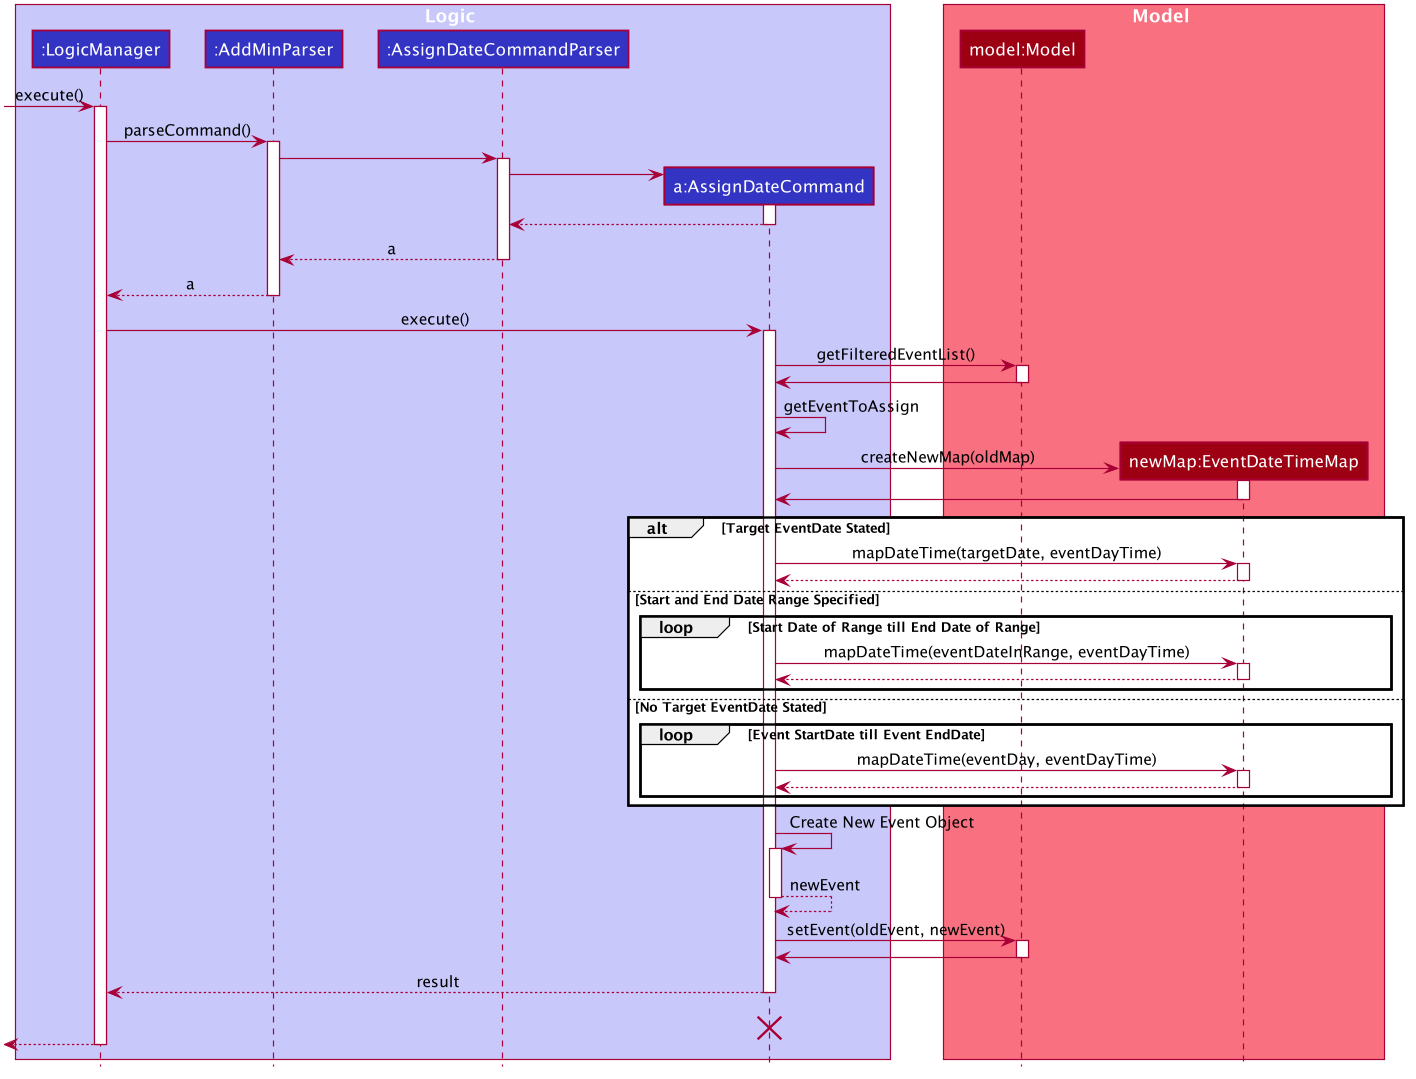 Logic
Model
:LogicManager
:AddMinParser
:AssignDateCommandParser
model:Model
execute()
parseCommand()
a:AssignDateCommand
a
a
execute()
getFilteredEventList()
getEventToAssign
createNewMap(oldMap)
newMap:EventDateTimeMap
alt
[Target EventDate Stated]
mapDateTime(targetDate, eventDayTime)
[Start and End Date Range Specified]
loop
[Start Date of Range till End Date of Range]
mapDateTime(eventDateInRange, eventDayTime)
[No Target EventDate Stated]
loop
[Event StartDate till Event EndDate]
mapDateTime(eventDay, eventDayTime)
Create New Event Object
newEvent
setEvent(oldEvent, newEvent)
result